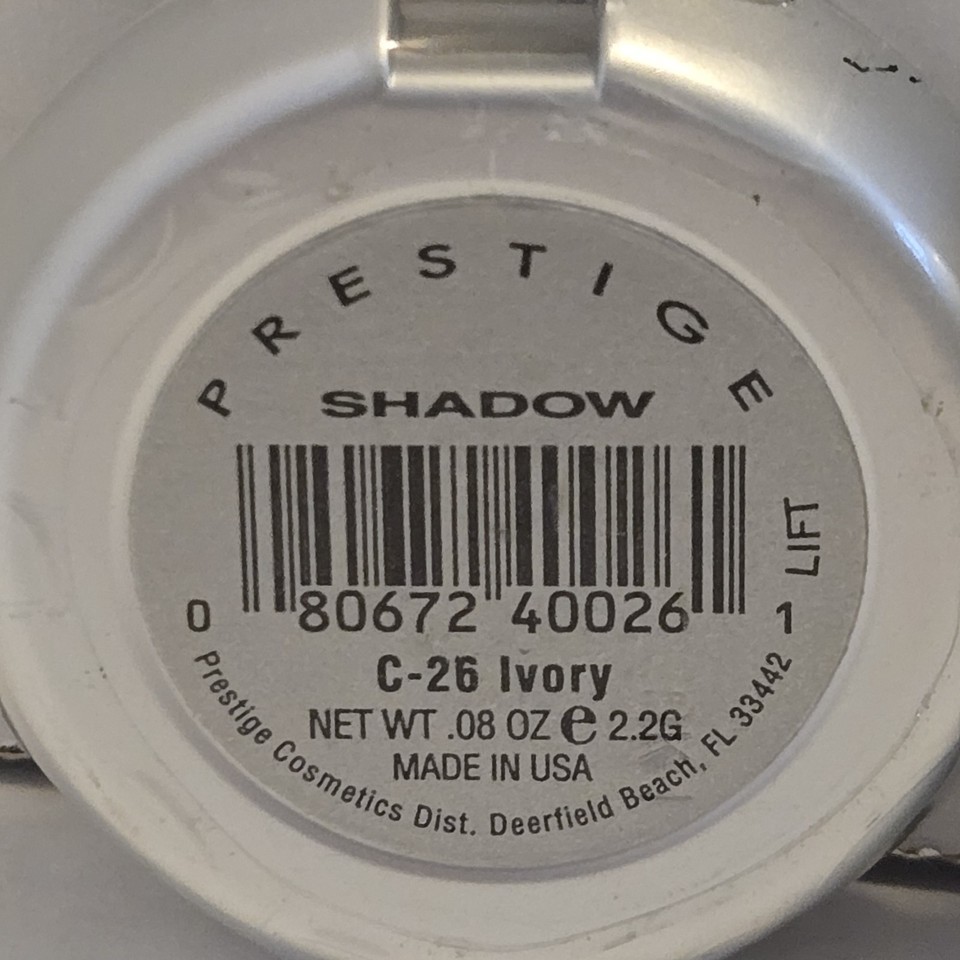 PRESTIGE
SHADOW
LIFT
0 80672 40026 1
C-26 Ivory
NET WT .08 OZ e 2.2G
MADE IN USA
Prestige Cosmetics Dist. Deerfield Beach, FL 33442